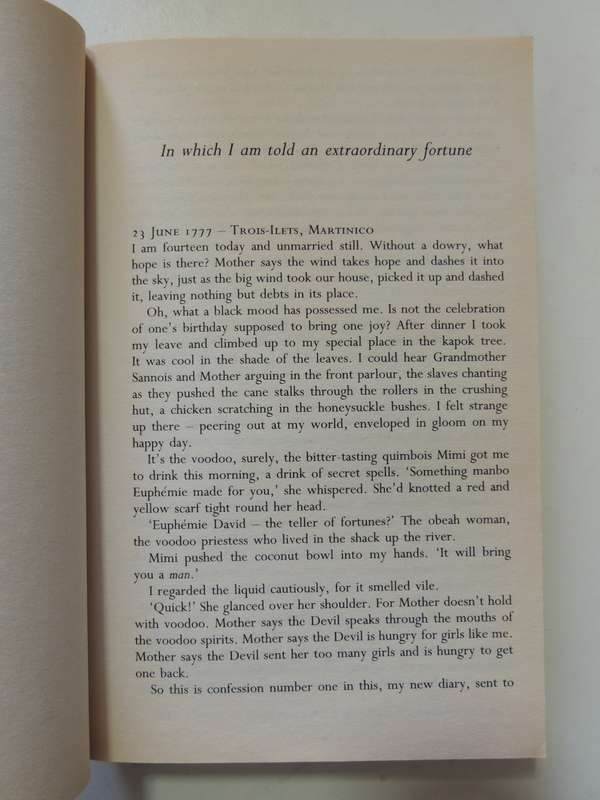 In which I am told an extraordinary fortune
23 June 1777 – Trois-Ilets, Martinico
I am fourteen today and unmarried still. Without a dowry, what
hope is there? Mother says the wind takes hope and dashes it into
the sky, just as the big wind took our house, picked it up and dashed
it, leaving nothing but debts in its place.
Oh, what a black mood has possessed me. Is not the celebration
of one's birthday supposed to bring one joy? After dinner I took
my leave and climbed up to my special place in the kapok tree.
It was cool in the shade of the leaves. I could hear Grandmother
Sannois and Mother arguing in the front parlour, the slaves chanting
as they pushed the cane stalks through the rollers in the crushing
hut, a chicken scratching in the honeysuckle bushes. I felt strange
up there – peering out at my world, enveloped in gloom on my
happy day.
It's the voodoo, surely, the bitter-tasting quimbois Mimi got me
to drink this morning, a drink of secret spells. 'Something manbo
Euphémie made for you,' she whispered. She'd knotted a red and
yellow scarf tight round her head.
'Euphémie David – the teller of fortunes?' The obeah woman,
the voodoo priestess who lived in the shack up the river.
Mimi pushed the coconut bowl into my hands. 'It will bring
you a man.'
I regarded the liquid cautiously, for it smelled vile.
'Quick!' She glanced over her shoulder. For Mother doesn't hold
with voodoo. Mother says the Devil speaks through the mouths of
the voodoo spirits. Mother says the Devil is hungry for girls like me.
Mother says the Devil sent her too many girls and is hungry to get
one back.
So this is confession number one in this, my new diary, sent to